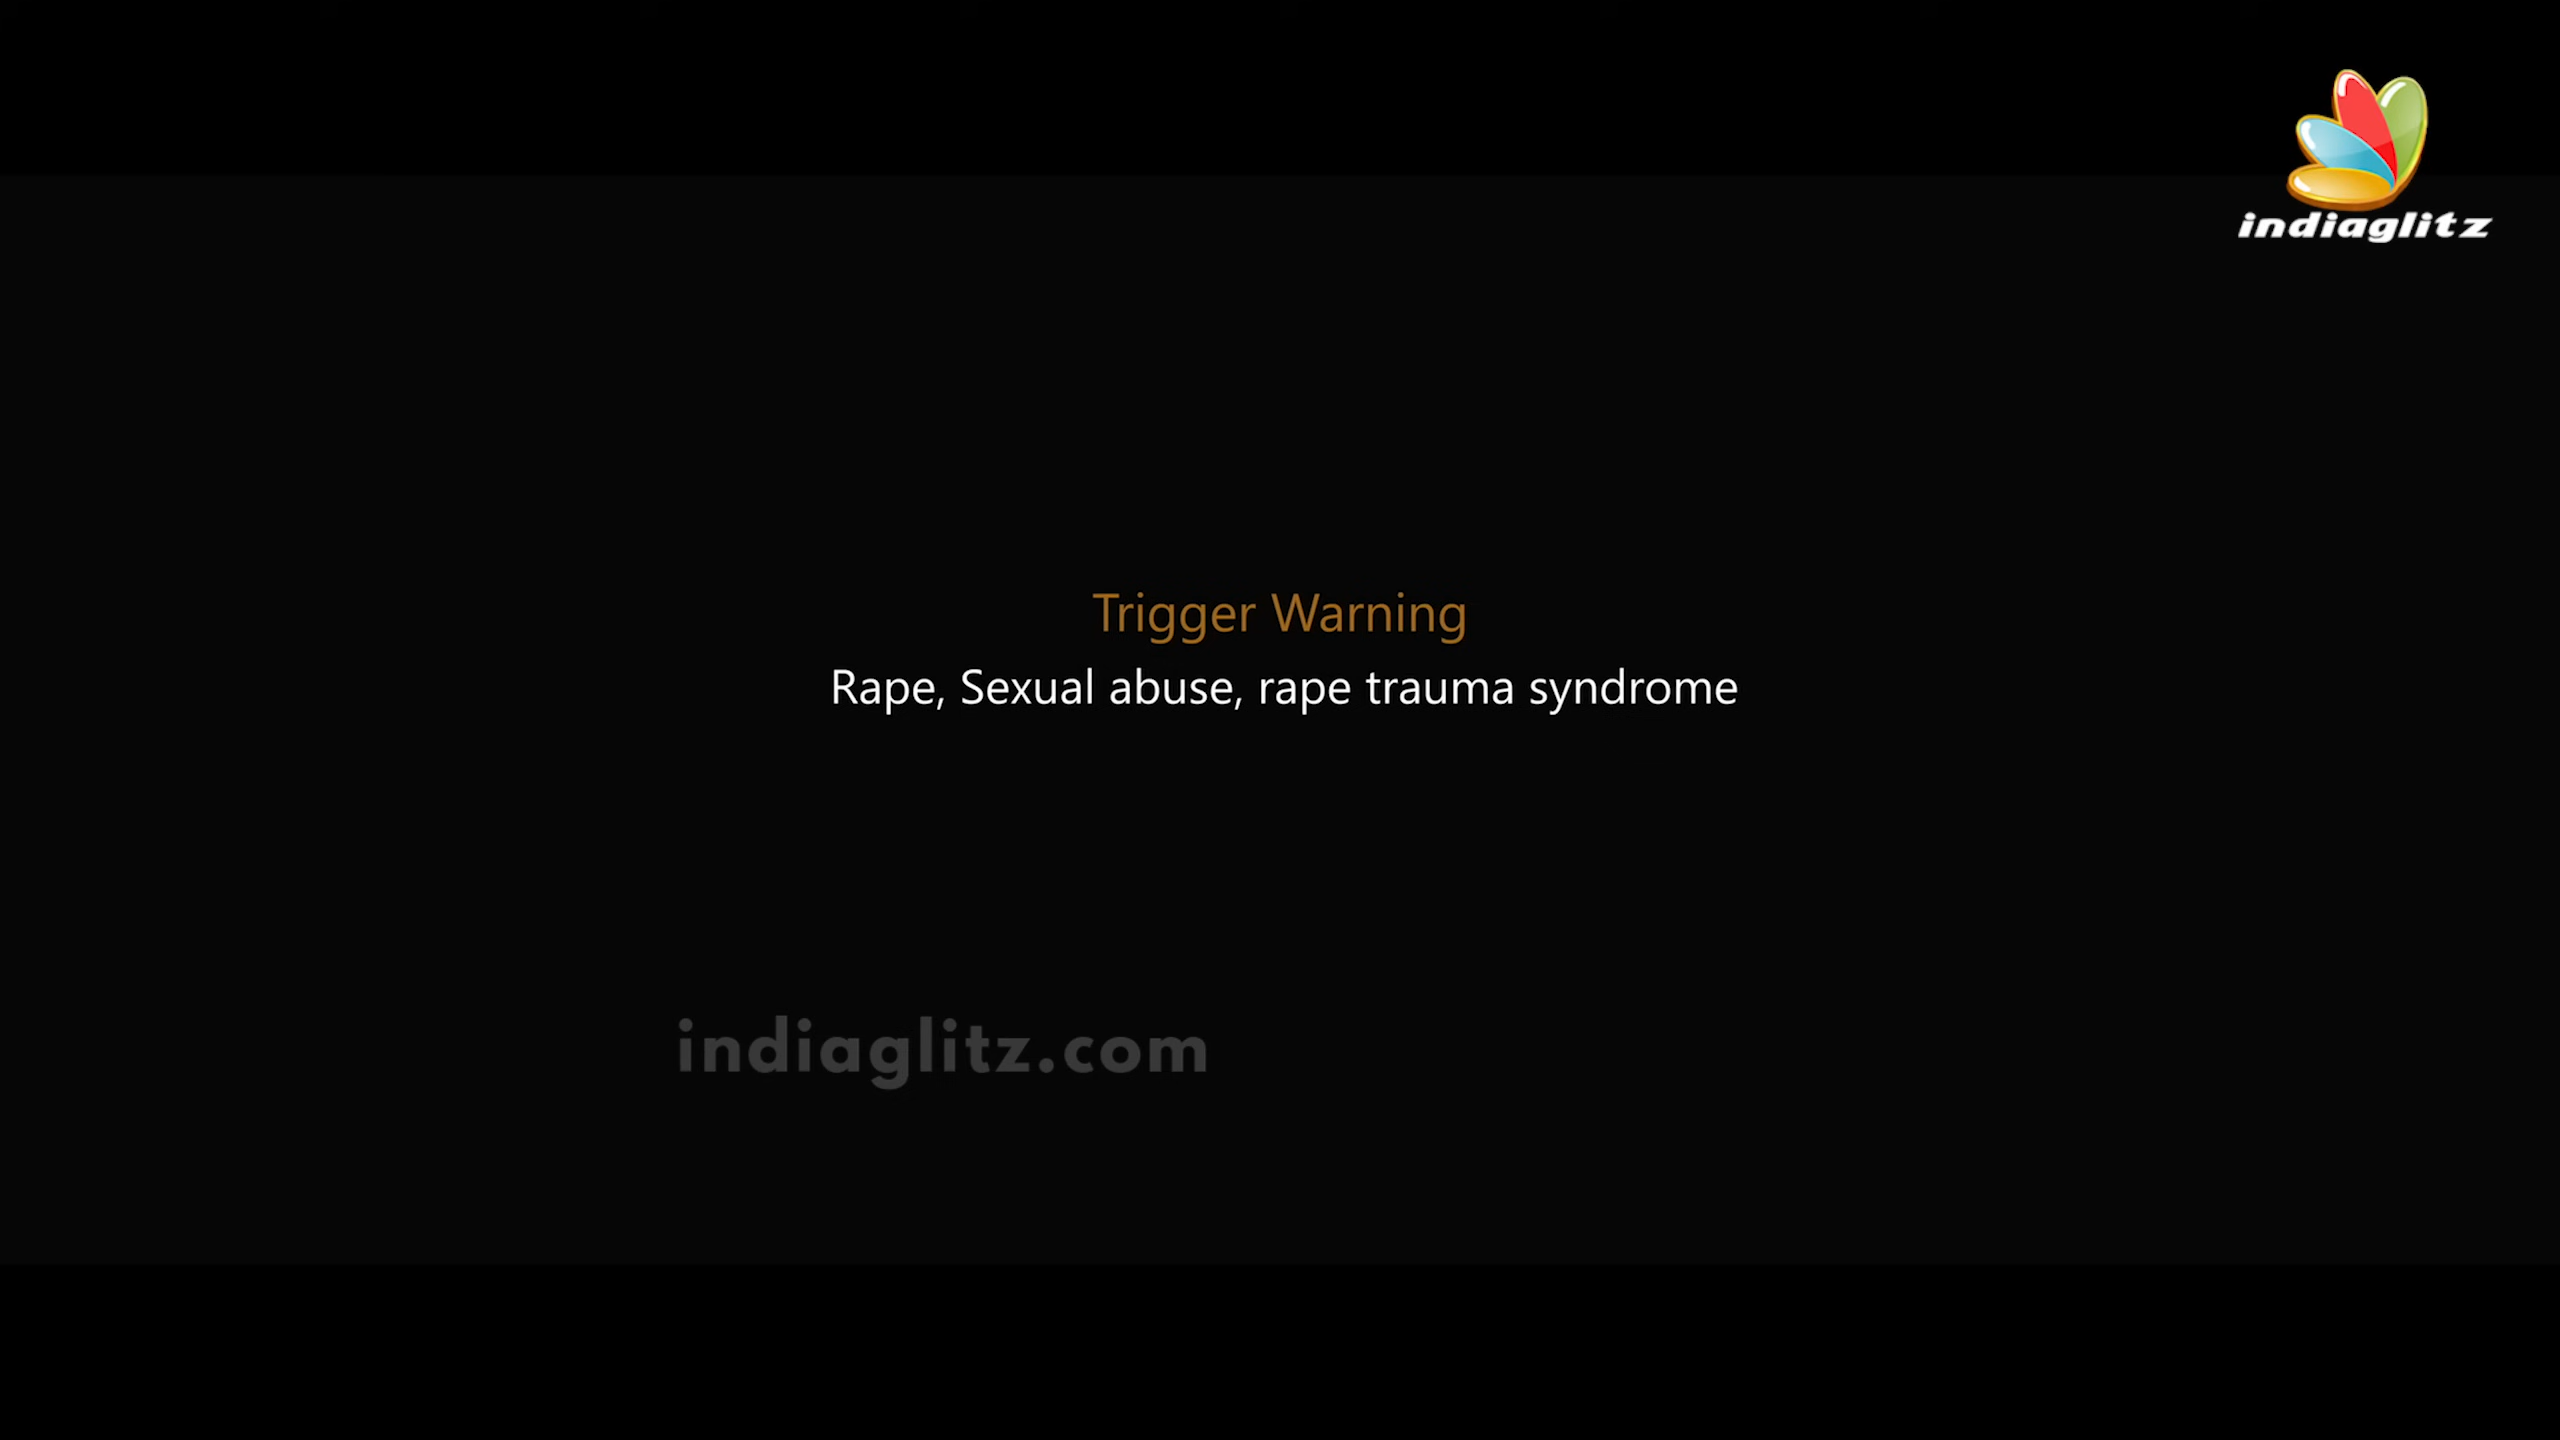 indiaglitz
Trigger Warning
Rape, Sexual abuse, rape trauma syndrome
indiaglitz.com